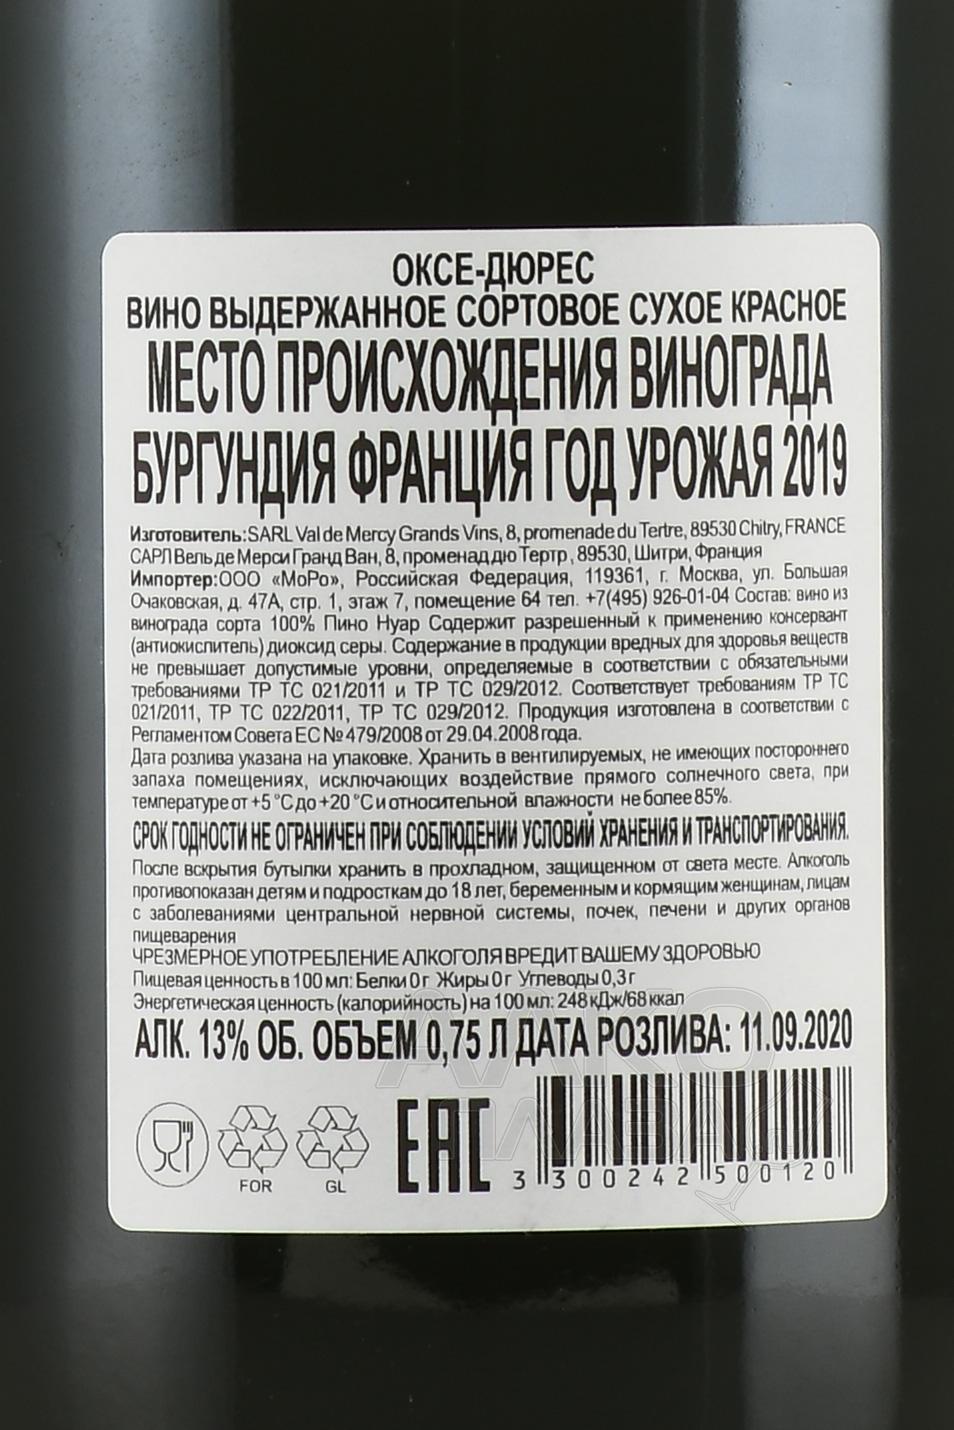 ОКСЕ-ДЮРЕС
ВИНО ВЫДЕРЖАННОЕ СОРТОВОЕ СУХОЕ КРАСНОЕ
МЕСТО ПРОИСХОЖДЕНИЯ ВИНОГРАДА
БУРГУНДИЯ ФРАНЦИЯ ГОД УРОЖАЯ 2019
Изготовитель:SARL Val de Mercy Grands Vins, 8, promenade du Tertre, 89530 Chitry, FRANCE
САРЛ Вель де Мерси Гранд Ван, 8, променад дю Тертр, 89530, Шитри, Франция
Импортер:ООО «МоРо», Российская Федерация, 119361, г. Москва, ул. Большая
Очаковская, д. 47А, стр. 1, этаж 7, помещение 64 тел. +7(495) 926-01-04 Состав: вино из
винограда сорта 100% Пино Нуар Содержит разрешенный к применению консервант
(антиокислитель) диоксид серы. Содержание в продукции вредных для здоровья веществ
не превышает допустимые уровни, определяемые в соответствии с обязательными
требованиями ТР ТС 021/2011 и ТР ТС 029/2012. Соответствует требованиям ТР ТС
021/2011, ТР ТС 022/2011, ТР ТС 029/2012. Продукция изготовлена в соответствии с
Регламентом Совета ЕС №479/2008 от 29.04.2008 года.
Дата розлива указана на упаковке. Хранить в вентилируемых, не имеющих постороннего
запаха помещениях, исключающих воздействие прямого солнечного света, при
температуре от +5 °С до +20 °С и относительной влажности не более 85%.
СРОК ГОДНОСТИ НЕ ОГРАНИЧЕН ПРИ СОБЛЮДЕНИИ УСЛОВИЙ ХРАНЕНИЯ И ТРАНСПОРТИРОВАНИЯ.
После вскрытия бутылки хранить в прохладном, защищенном от света месте. Алкоголь
противопоказан детям и подросткам до 18 лет, беременным и кормящим женщинам, лицам
с заболеваниями центральной нервной системы, почек, печени и других органов
пищеварения
ЧРЕЗМЕРНОЕ УПОТРЕБЛЕНИЕ АЛКОГОЛЯ ВРЕДИТ ВАШЕМУ ЗДОРОВЬЮ
Пищевая ценность в 100 мл: Белки 0 г Жиры 0 г Углеводы 0,3 г
Энергетическая ценность (калорийность) на 100 мл: 248 кДж/68 ккал
АЛК. 13% ОБ. ОБЪЕМ 0,75 Л ДАТА РОЗЛИВА: 11.09.2020
FOR GL EAC 3 300242 500120